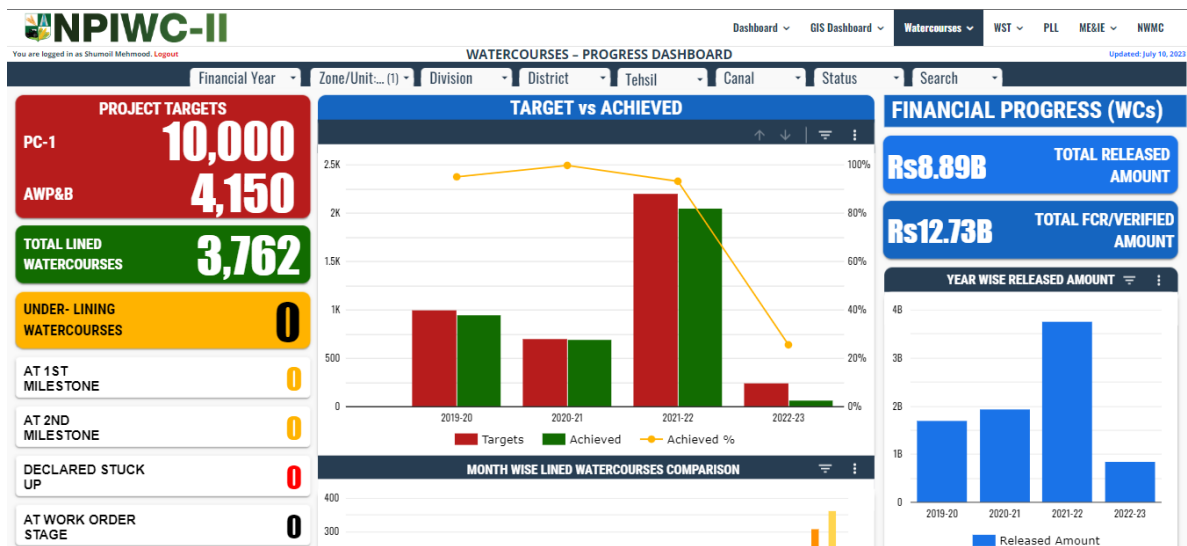 NPIWC-II
Dashboard
GIS Dashboard
Watercourses
WST
PLL
ME&IE
NWMC
You are logged in as Shumoil Mehmood. Logout
WATERCOURSES – PROGRESS DASHBOARD
Updated: July 10, 2023
Financial Year
Zone/Unit:... (1)
Division
District
Tehsil
Canal
Status
Search
PROJECT TARGETS
PC-1
10,000
AWP&B
4,150
TOTAL LINED
WATERCOURSES
3,762
UNDER- LINING
WATERCOURSES
0
AT 1ST
MILESTONE
0
AT 2ND
MILESTONE
0
DECLARED STUCK
UP
0
AT WORK ORDER
STAGE
0
TARGET vs ACHIEVED
2.5K
2K
1.5K
1K
500
0
100%
80%
60%
40%
20%
0%
2019-20
2020-21
2021-22
2022-23
Targets
Achieved
Achieved %
MONTH WISE LINED WATERCOURSES COMPARISON
400
300
FINANCIAL PROGRESS (WCs)
Rs8.89B
TOTAL RELEASED
AMOUNT
Rs12.73B
TOTAL FCR/VERIFIED
AMOUNT
YEAR WISE RELEASED AMOUNT
4B
3B
2B
1B
0
2019-20
2020-21
2021-22
2022-23
Released Amount